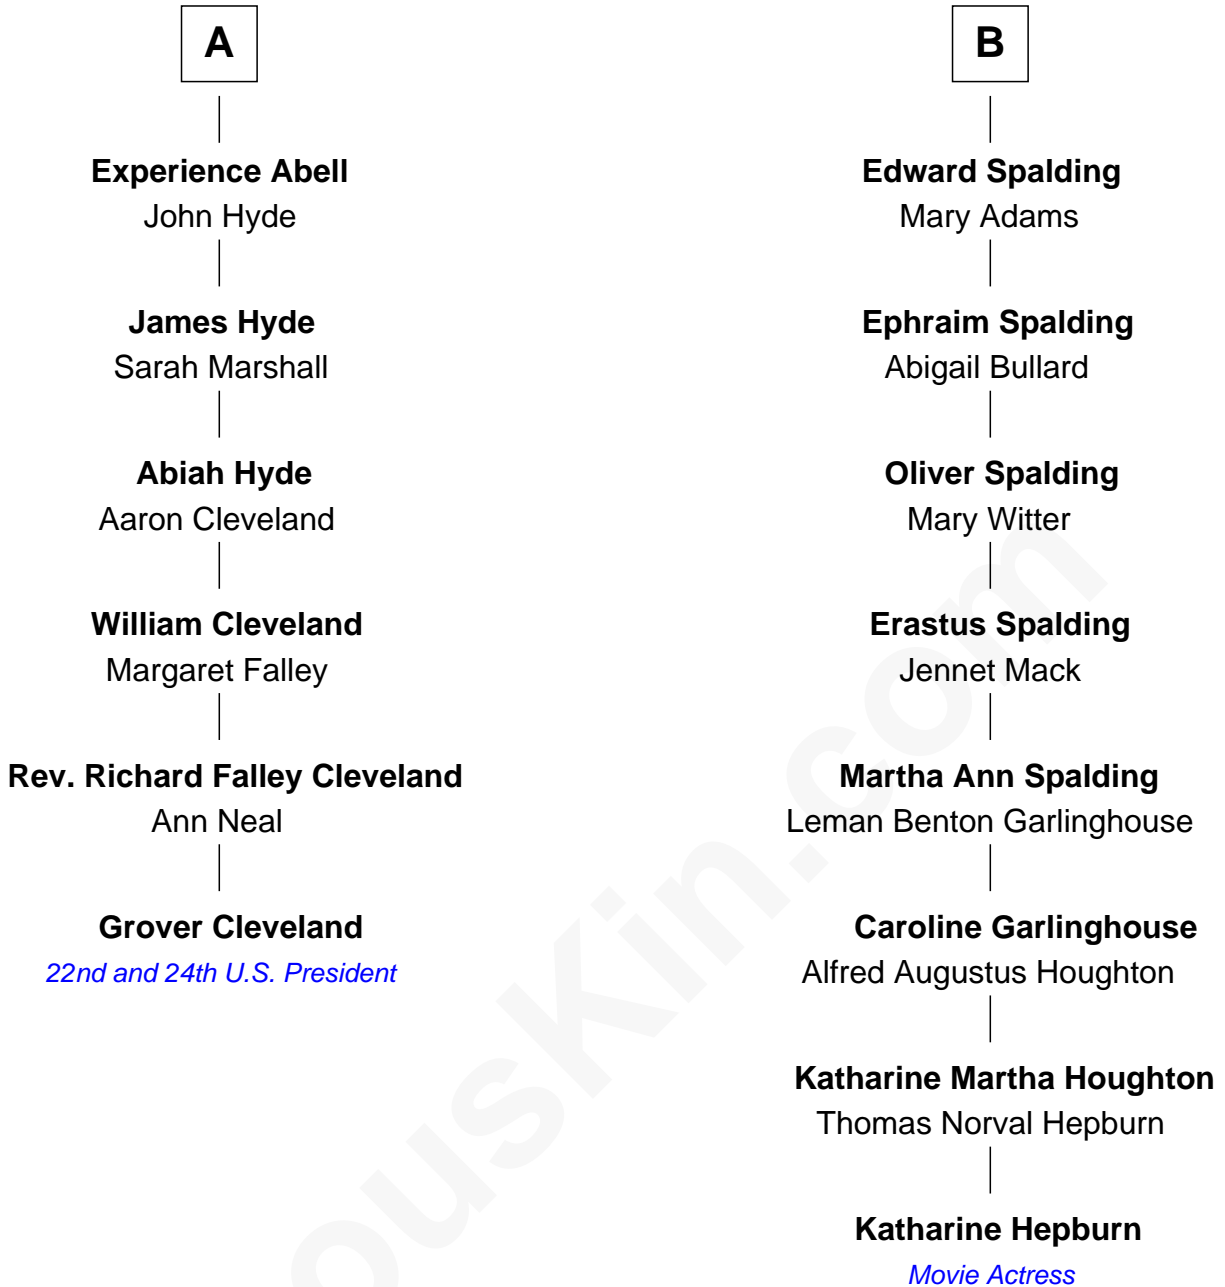 A
Experience Abell
John Hyde
James Hyde
Sarah Marshall
Abiah Hyde
Aaron Cleveland
William Cleveland
Margaret Falley
Rev. Richard Falley Cleveland
Ann Neal
Grover Cleveland
22nd and 24th U.S. President
B
Edward Spalding
Mary Adams
Ephraim Spalding
Abigail Bullard
Oliver Spalding
Mary Witter
Erastus Spalding
Jennet Mack
Martha Ann Spalding
Leman Benton Garlinghouse
Caroline Garlinghouse
Alfred Augustus Houghton
Katharine Martha Houghton
Thomas Norval Hepburn
Katharine Hepburn
Movie Actress
ousKin.com